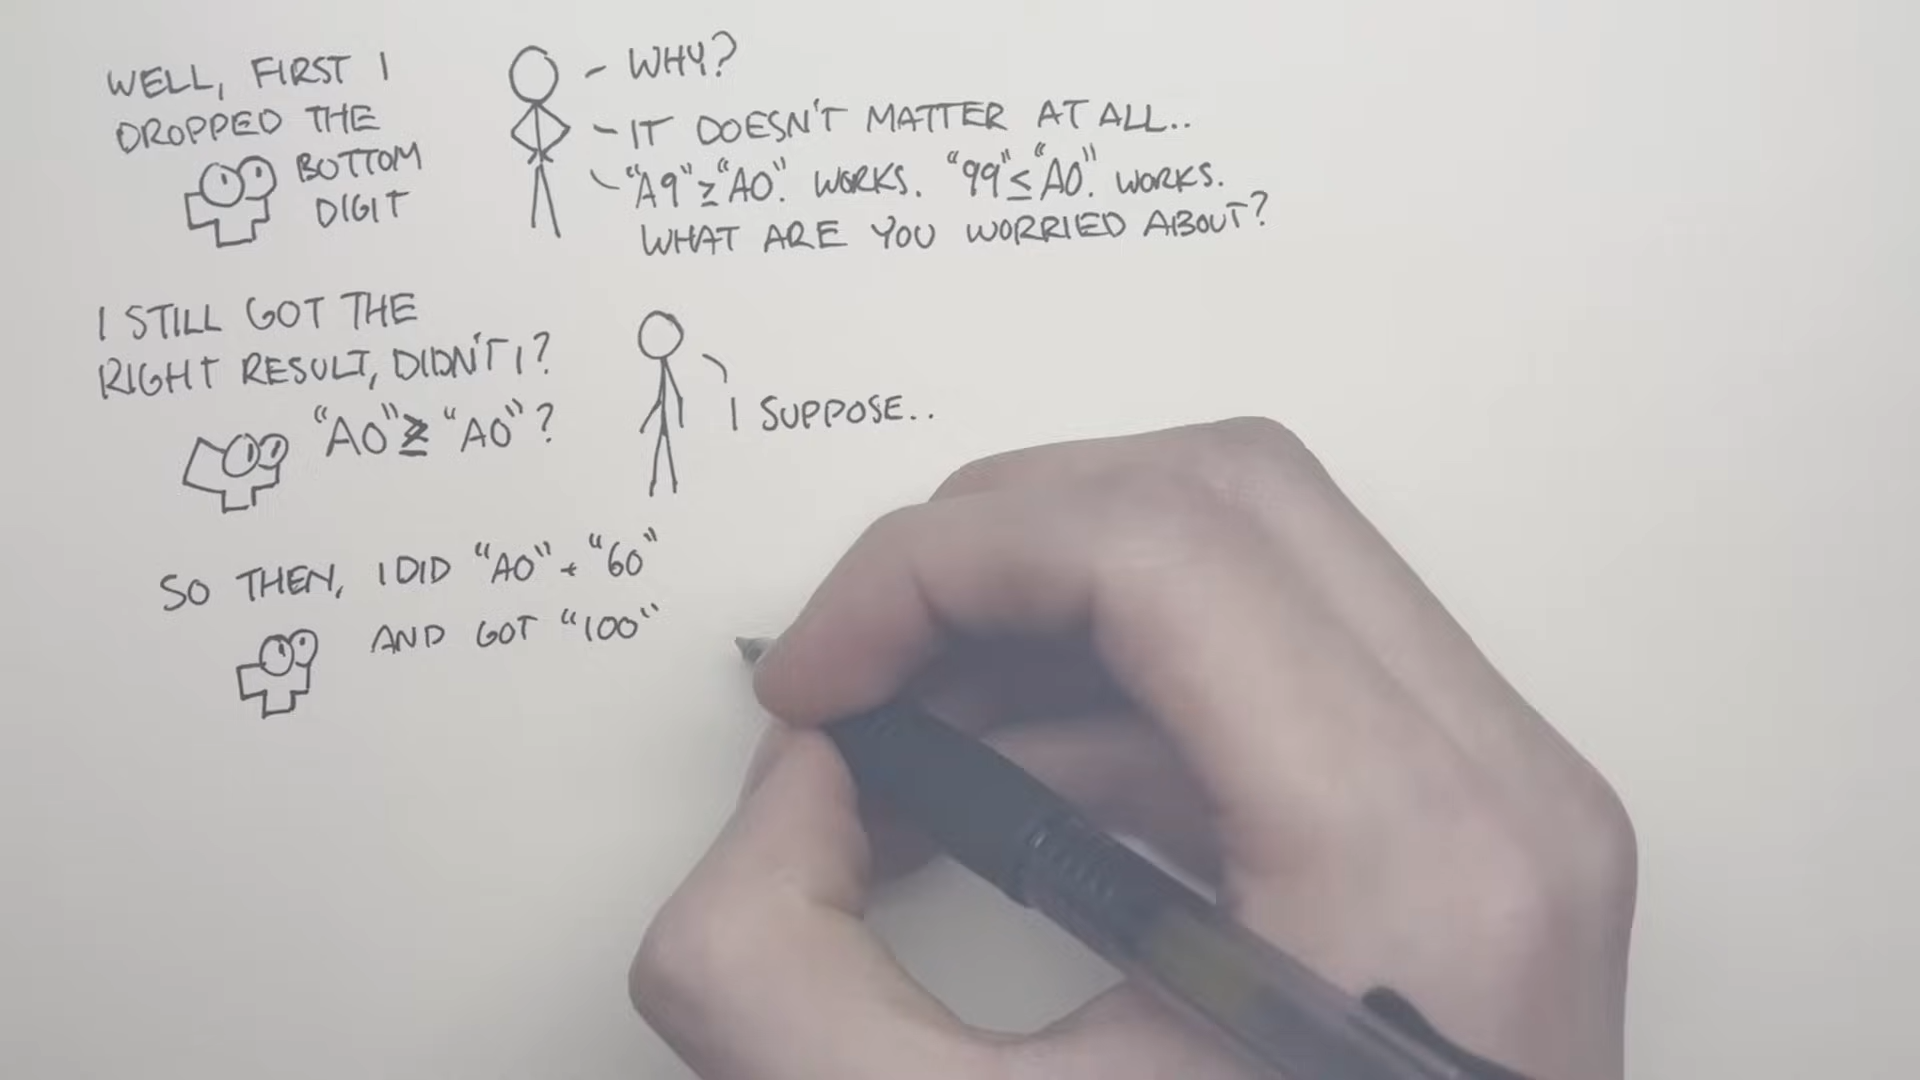 WELL, FIRST I
DROPPED THE
BOTTOM
DIGIT
- WHY?
- IT DOESN'T MATTER AT ALL..
"A9" ≥ "A0". WORKS. "99" ≤ "A0". WORKS.
WHAT ARE YOU WORRIED ABOUT?
I STILL GOT THE
RIGHT RESULT, DIDN'T I?
"A0" ≥ "A0"?
I SUPPOSE..
SO THEN, I DID "A0" + "60"
AND GOT "100"